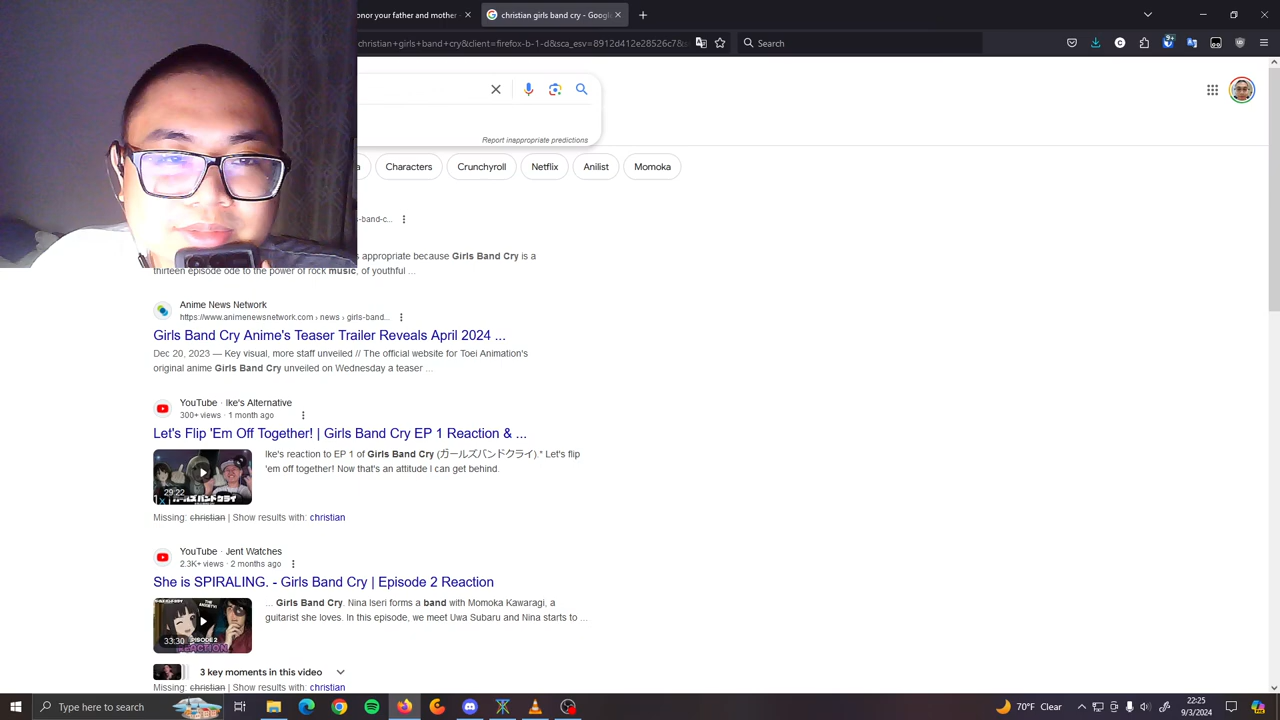 onor your father and mother -
christian girls band cry - Google
christian+girls+band+cry&client=firefox-b-1-d&sca_esv=8912d412e28526c7&
Search
Report inappropriate predictions
a
Characters
Crunchyroll
Netflix
Anilist
Momoka
s-band-c...
s appropriate because Girls Band Cry is a
thirteen episode ode to the power of rock music, of youthful ...
Anime News Network
https://www.animenewsnetwork.com › news › girls-band...
Girls Band Cry Anime's Teaser Trailer Reveals April 2024 ...
Dec 20, 2023 — Key visual, more staff unveiled // The official website for Toei Animation's
original anime Girls Band Cry unveiled on Wednesday a teaser ...
YouTube · Ike's Alternative
300+ views · 1 month ago
Let's Flip 'Em Off Together! | Girls Band Cry EP 1 Reaction & ...
Ike's reaction to EP 1 of Girls Band Cry (ガールズバンドクライ)." Let's flip
'em off together! Now that's an attitude I can get behind.
29:22
Missing: christian | Show results with: christian
YouTube · Jent Watches
2.3K+ views · 2 months ago
She is SPIRALING. - Girls Band Cry | Episode 2 Reaction
... Girls Band Cry. Nina Iseri forms a band with Momoka Kawaragi, a
guitarist she loves. In this episode, we meet Uwa Subaru and Nina starts to ...
EPISODE 2
33:30
REACTION
3 key moments in this video
Missing: christian | Show results with: christian
Type here to search
70°F Clear
22:25
9/3/2024